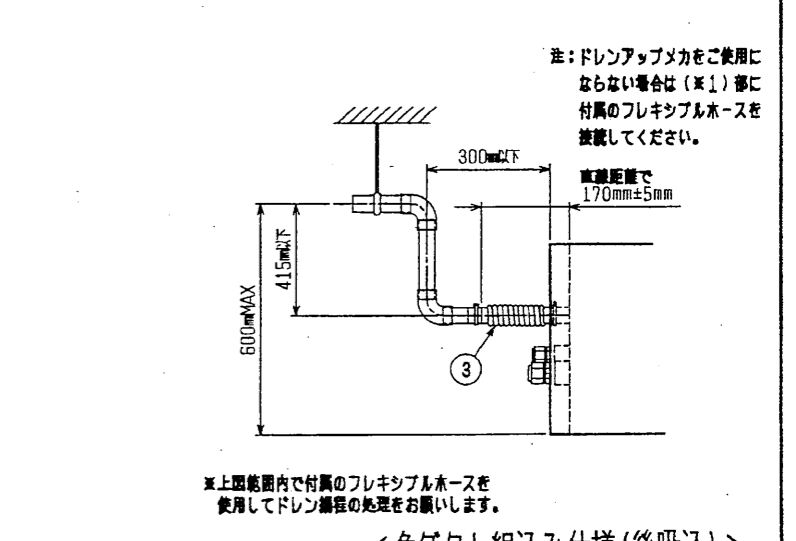 注：ドレンアップメカをご使用に
ならない場合は（※1）部に
付属のフレキシブルホースを
接続してください。
300mm以下
直線距離で
170mm±5mm
415mm以下
600mmMAX
3
※上図範囲内で付属のフレキシブルホースを
使用してドレン揚程の処理をお願いします。